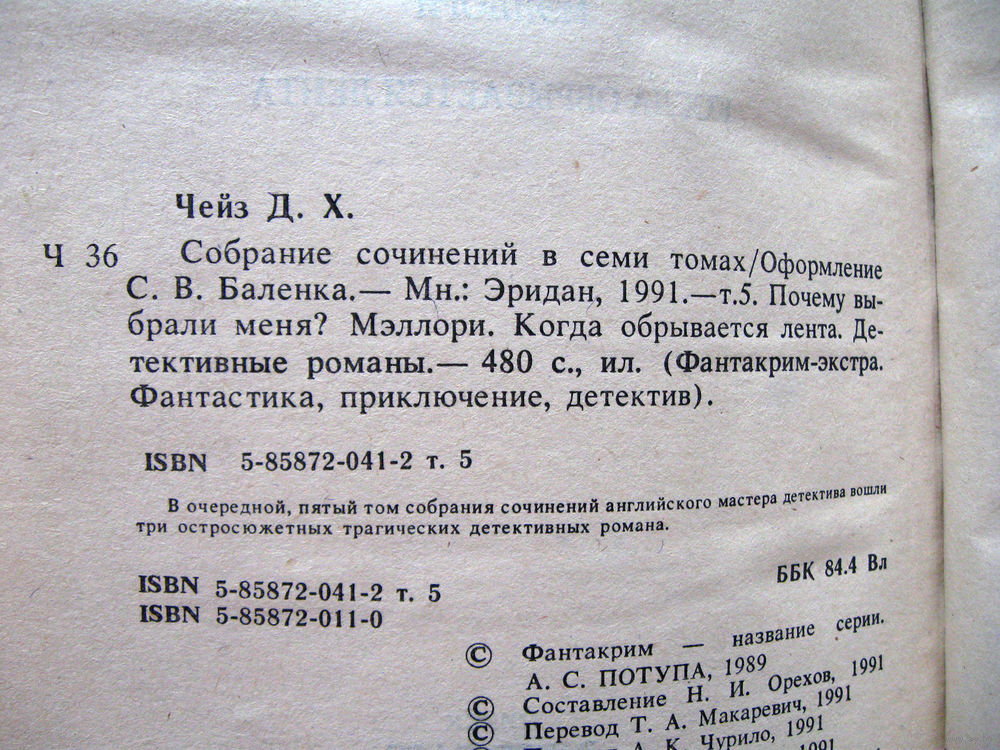 Чейз Д. Х.
Ч 36 Собрание сочинений в семи томах/Оформление
С. В. Баленка.— Мн.: Эридан, 1991.—т.5. Почему вы-
брали меня? Мэллори. Когда обрывается лента. Де-
тективные романы.— 480 с., ил. (Фантакрим-экстра.
Фантастика, приключение, детектив).
ISBN 5-85872-041-2 т. 5
В очередной, пятый том собрания сочинений английского мастера детектива вошли
три остросюжетных трагических детективных романа.
ББК 84.4 Вл
ISBN 5-85872-041-2 т. 5
ISBN 5-85872-011-0
© Фантакрим — название серии.
А. С. ПОТУПА, 1989
© Составление Н. И. Орехов, 1991
© Перевод Т. А. Макаревич, 1991
А. К. Чурило, 1991
1991